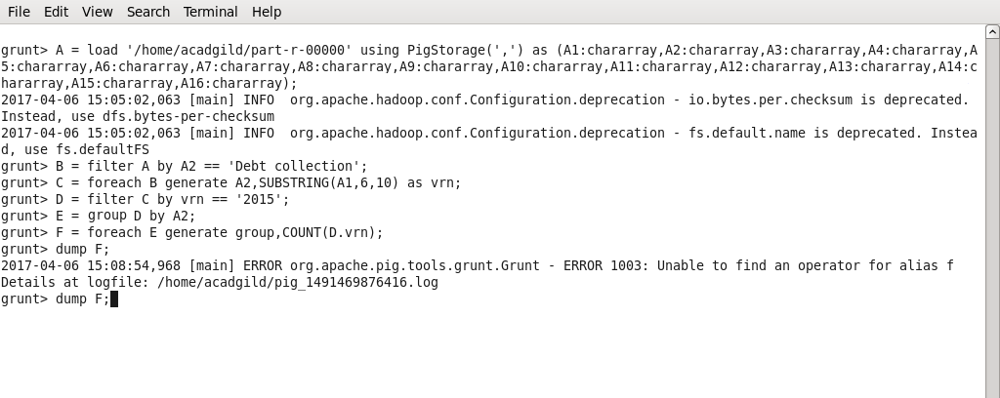 File Edit View Search Terminal Help
grunt> A = load '/home/acadgild/part-r-00000' using PigStorage(',') as (A1:chararray,A2:chararray,A3:chararray,A4:chararray,A
5:chararray,A6:chararray,A7:chararray,A8:chararray,A9:chararray,A10:chararray,A11:chararray,A12:chararray,A13:chararray,A14:c
hararray,A15:chararray,A16:chararray);
2017-04-06 15:05:02,063 [main] INFO  org.apache.hadoop.conf.Configuration.deprecation - io.bytes.per.checksum is deprecated.
Instead, use dfs.bytes-per-checksum
2017-04-06 15:05:02,063 [main] INFO  org.apache.hadoop.conf.Configuration.deprecation - fs.default.name is deprecated. Instea
d, use fs.defaultFS
grunt> B = filter A by A2 == 'Debt collection';
grunt> C = foreach B generate A2,SUBSTRING(A1,6,10) as vrn;
grunt> D = filter C by vrn == '2015';
grunt> E = group D by A2;
grunt> F = foreach E generate group,COUNT(D.vrn);
grunt> dump F;
2017-04-06 15:08:54,968 [main] ERROR org.apache.pig.tools.grunt.Grunt - ERROR 1003: Unable to find an operator for alias f
Details at logfile: /home/acadgild/pig_1491469876416.log
grunt> dump F;